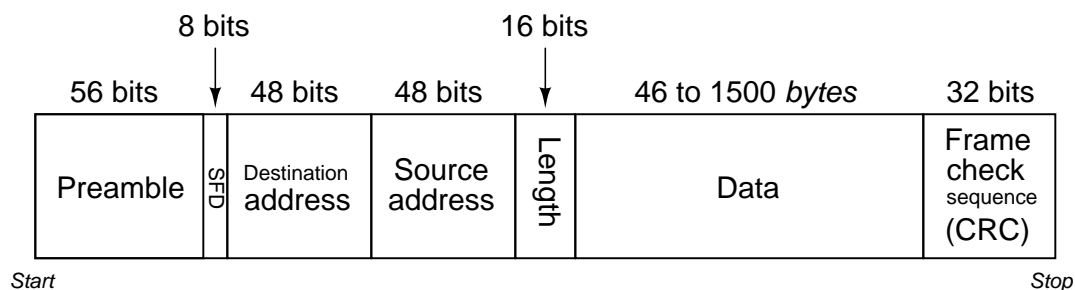 8 bits
16 bits
56 bits
48 bits
48 bits
46 to 1500 bytes
32 bits
Preamble
SFD
Destination
address
Source
address
Length
Data
Frame
check
sequence
(CRC)
Start
Stop